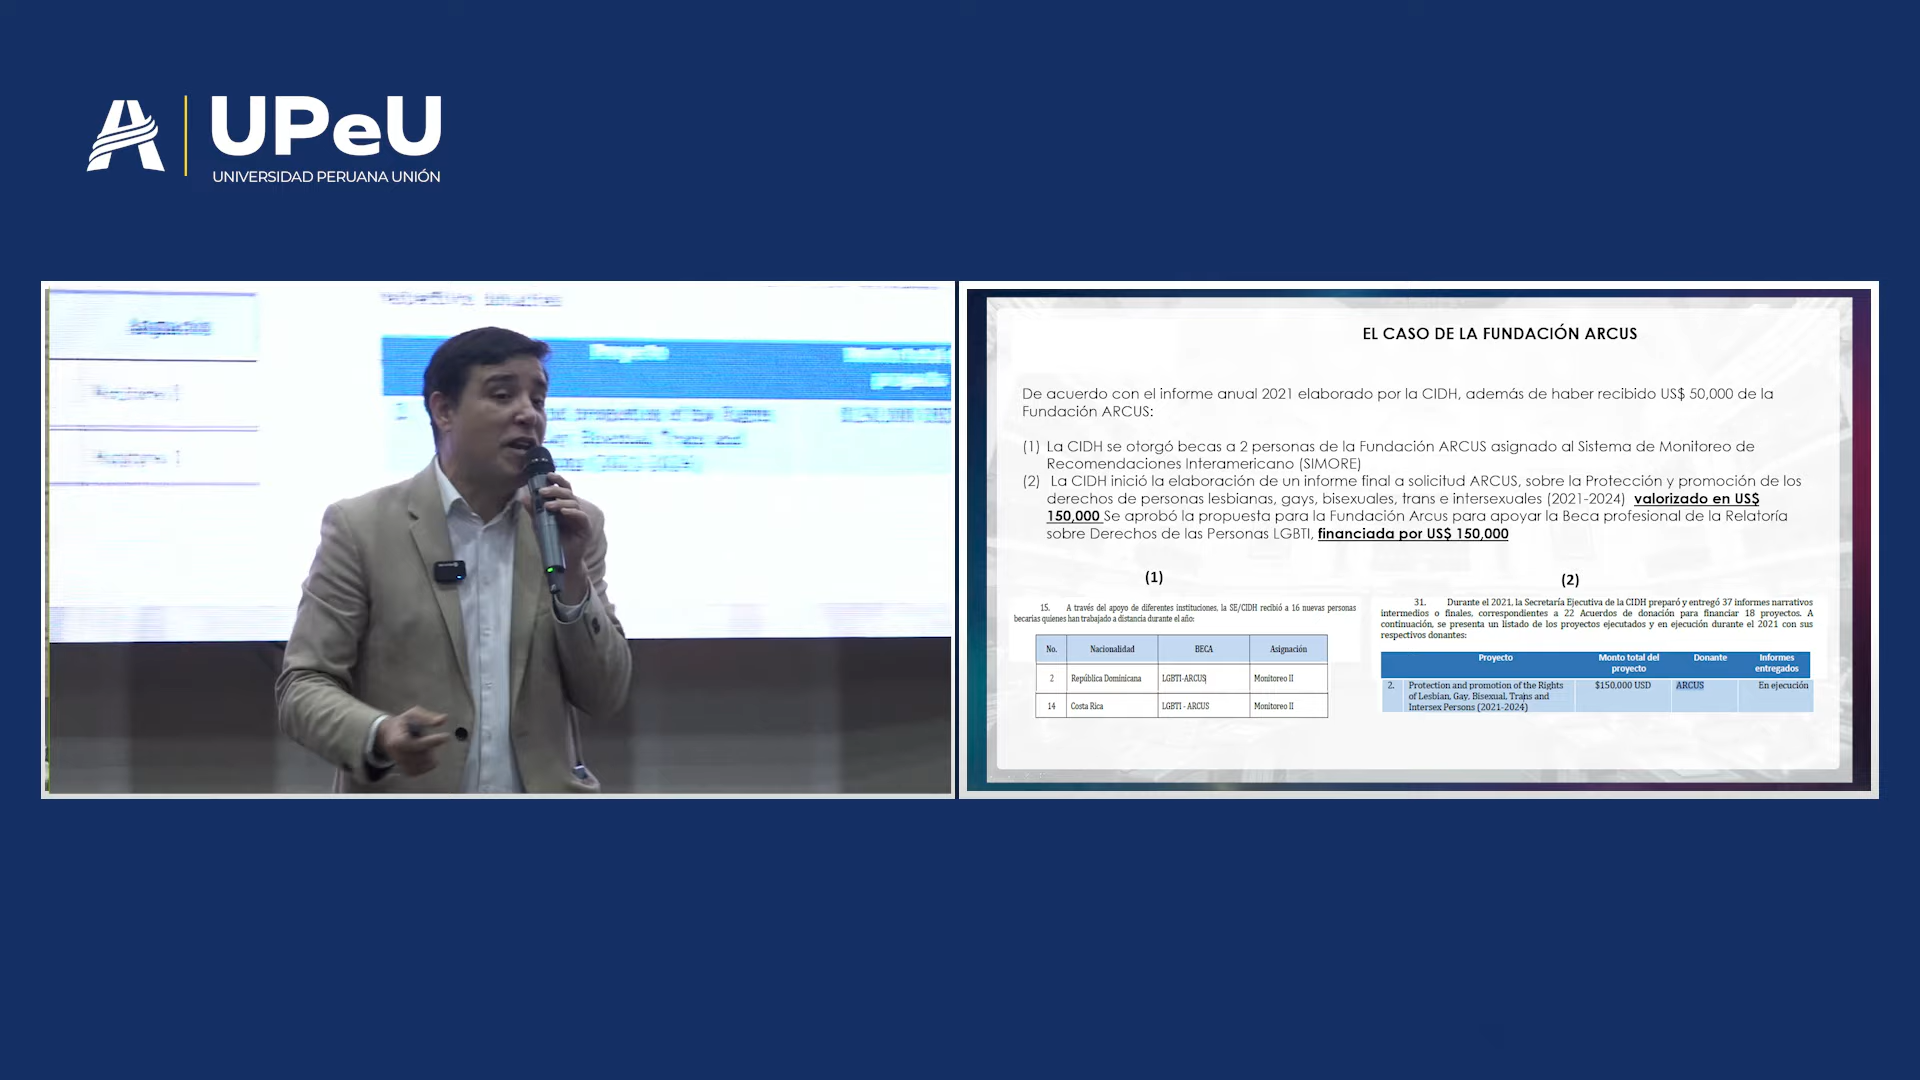 UPeU
UNIVERSIDAD PERUANA UNIÓN
EL CASO DE LA FUNDACIÓN ARCUS
De acuerdo con el informe anual 2021 elaborado por la CIDH, además de haber recibido US$ 50,000 de la
Fundación ARCUS:
(1) La CIDH se otorgó becas a 2 personas de la Fundación ARCUS asignado al Sistema de Monitoreo de
Recomendaciones Interamericano (SIMORE)
(2) La CIDH inició la elaboración de un informe final a solicitud ARCUS, sobre la Protección y promoción de los
derechos de personas lesbianas, gays, bisexuales, trans e intersexuales (2021-2024) valorizado en US$
150,000 Se aprobó la propuesta para la Fundación Arcus para apoyar la Beca profesional de la Relatoría
sobre Derechos de las Personas LGBTI, financiada por US$ 150,000
(1)
15. A través del apoyo de diferentes instituciones, la SE/CIDH recibió a 16 nuevas personas
becarias quienes han trabajado a distancia durante el año:
No. Nacionalidad BECA Asignación
2 República Dominicana LGBTI-ARCUS Monitoreo II
14 Costa Rica LGBTI - ARCUS Monitoreo II
(2)
31. Durante el 2021, la Secretaría Ejecutiva de la CIDH preparó y entregó 37 informes narrativos
intermedios o finales, correspondientes a 22 Acuerdos de donación para financiar 18 proyectos. A
continuación, se presenta un listado de los proyectos ejecutados y en ejecución durante el 2021 con sus
respectivos donantes:
Proyecto Monto total del Donante Informes
proyecto entregados
2. Protection and promotion of the Rights $150,000 USD ARCUS En ejecución
of Lesbian, Gay, Bisexual, Trans and
Intersex Persons (2021-2024)